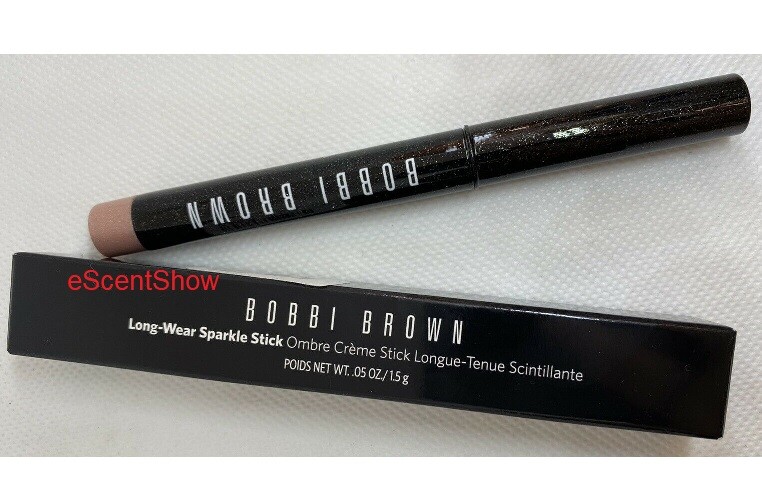 BOBBI BROWN
eScentShow
BOBBI BROWN
Long-Wear Sparkle Stick Ombre Crème Stick Longue-Tenue Scintillante
POIDS NET WT. .05 OZ./1.5 g